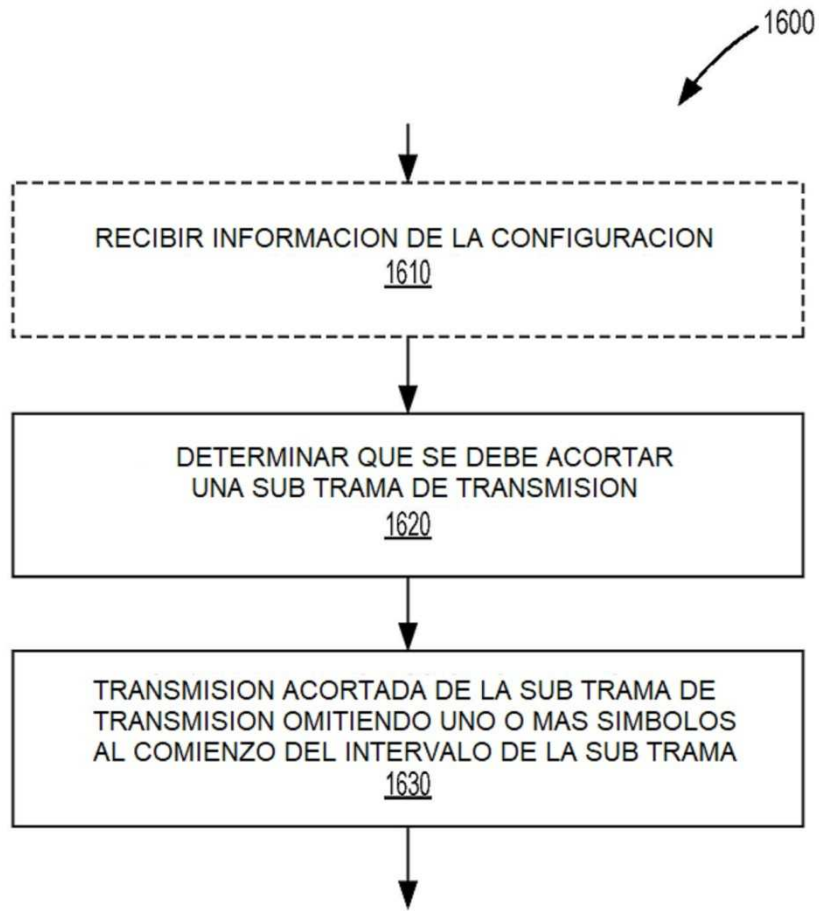 1600
RECIBIR INFORMACION DE LA CONFIGURACION
1610
DETERMINAR QUE SE DEBE ACORTAR
UNA SUB TRAMA DE TRANSMISION
1620
TRANSMISION ACORTADA DE LA SUB TRAMA DE
TRANSMISION OMITIENDO UNO O MAS SIMBOLOS
AL COMIENZO DEL INTERVALO DE LA SUB TRAMA
1630